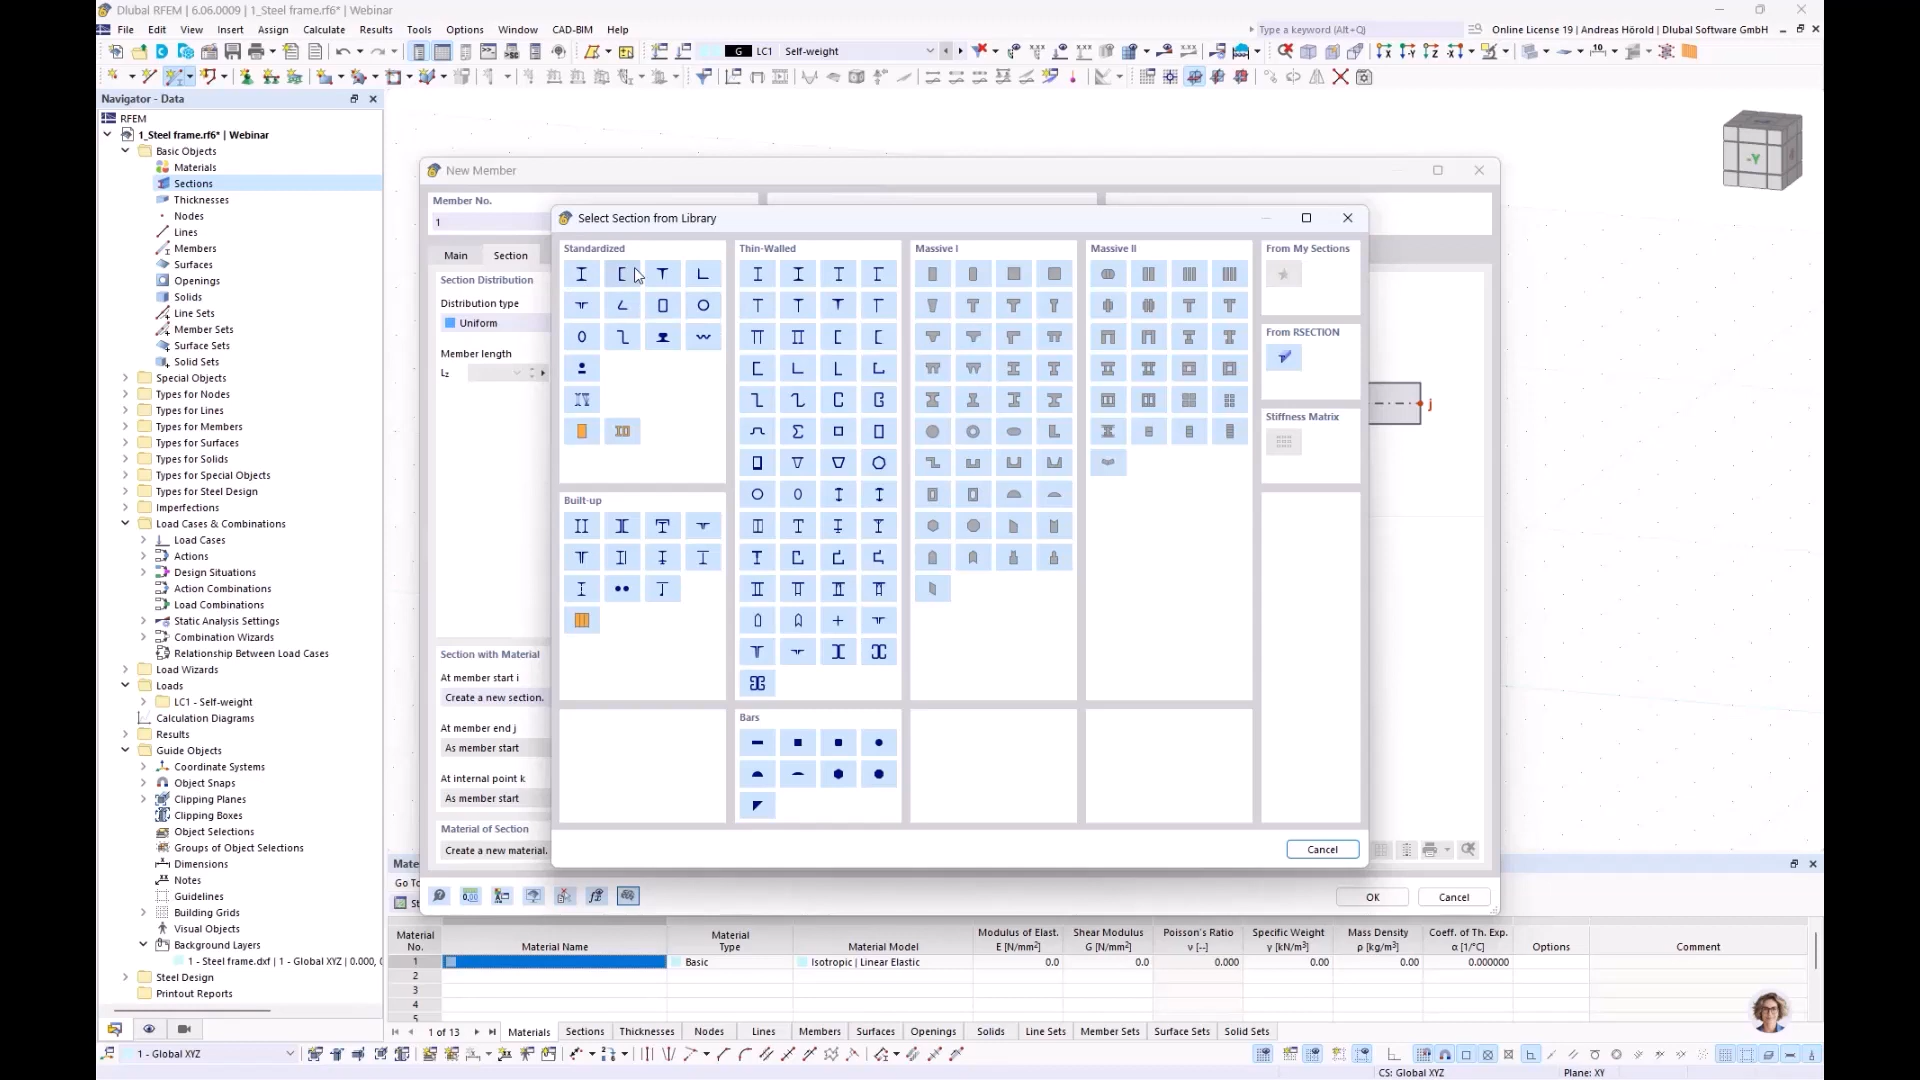 Dlubal RFEM | 6.06.0009 | 1_Steel frame.rf6* | Webinar
File Edit View Insert Assign Calculate Results Tools Options Window CAD-BIM Help
Type a keyword (Alt+Q)
Online License 19 | Andreas Hörold | Dlubal Software GmbH
G LC1 Self-weight
Navigator - Data
RFEM
1_Steel frame.rf6* | Webinar
Basic Objects
Materials
Sections
Thicknesses
Nodes
Lines
Members
Surfaces
Openings
Solids
Line Sets
Member Sets
Surface Sets
Solid Sets
Special Objects
Types for Nodes
Types for Lines
Types for Members
Types for Surfaces
Types for Solids
Types for Special Objects
Types for Steel Design
Imperfections
Load Cases & Combinations
Load Cases
Actions
Design Situations
Action Combinations
Load Combinations
Static Analysis Settings
Combination Wizards
Relationship Between Load Cases
Load Wizards
Loads
LC1 - Self-weight
Calculation Diagrams
Results
Guide Objects
Coordinate Systems
Object Snaps
Clipping Planes
Clipping Boxes
Object Selections
Groups of Object Selections
Dimensions
Notes
Guidelines
Building Grids
Visual Objects
Background Layers
1 - Steel frame.dxf | 1 - Global XYZ | 0.000, 0
Steel Design
Printout Reports
-Y
New Member
Member No.
1
Main Section
Section Distribution
Distribution type
Uniform
Member length
Lz
Section with Material
At member start i
Create a new section.
At member end j
As member start
At internal point k
As member start
Material of Section
Create a new material.
j
OK
Cancel
Select Section from Library
Standardized
Thin-Walled
Massive I
Massive II
From My Sections
From RSECTION
Stiffness Matrix
Built-up
Bars
Cancel
Mate
Go To
St
Material No.
Material Name
Material Type
Material Model
Modulus of Elast. E [N/mm²]
Shear Modulus G [N/mm²]
Poisson's Ratio ν [--]
Specific Weight γ [kN/m³]
Mass Density ρ [kg/m³]
Coeff. of Th. Exp. α [1/°C]
Options
Comment
1 Basic Isotropic | Linear Elastic 0.0 0.0 0.000 0.00 0.00 0.000000
2
3
4
5
1 of 13
Materials Sections Thicknesses Nodes Lines Members Surfaces Openings Solids Line Sets Member Sets Surface Sets Solid Sets
1 - Global XYZ
CS: Global XYZ
Plane: XY